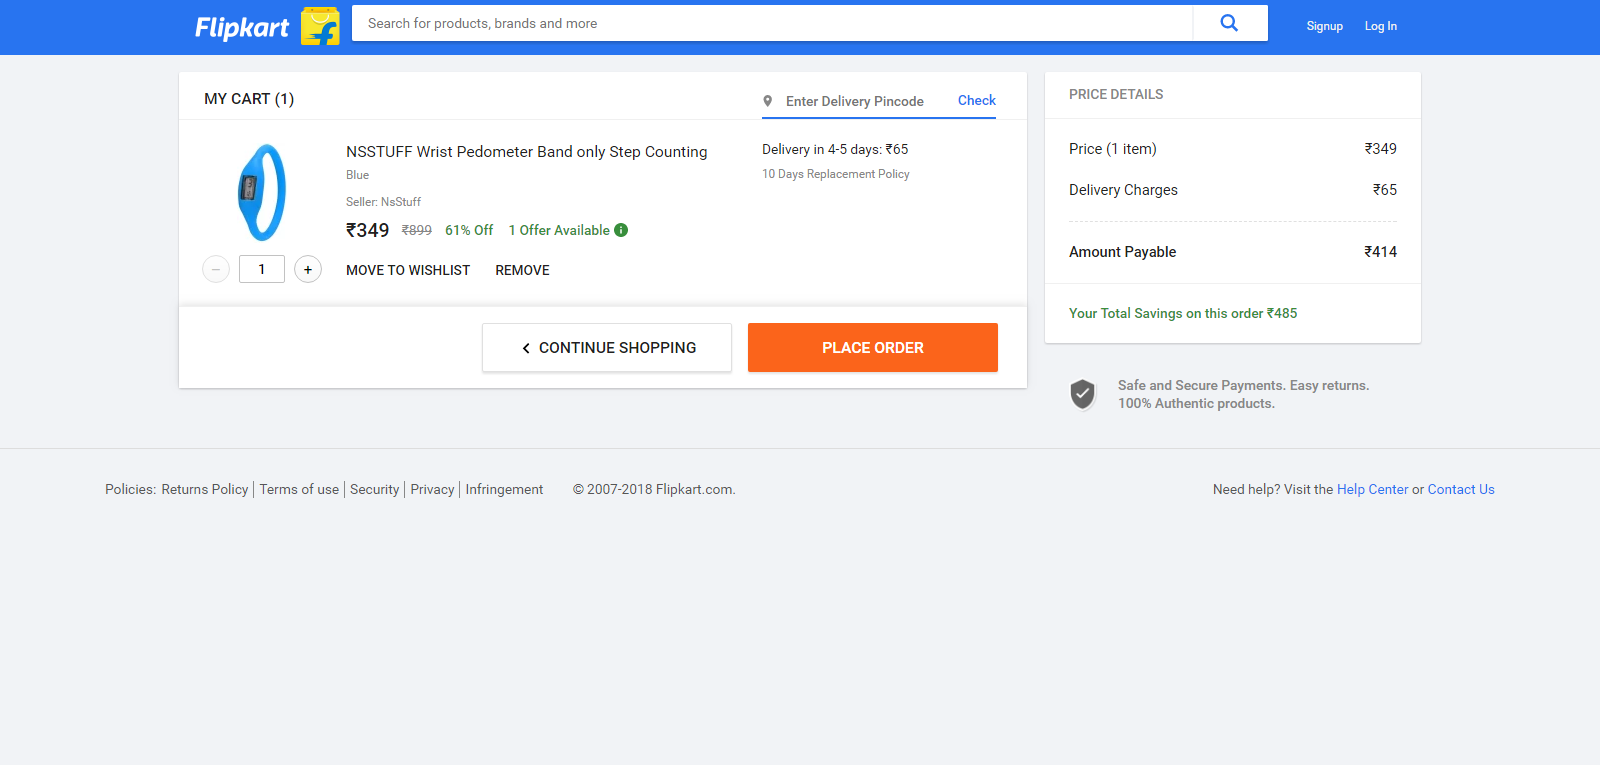 Flipkart
Search for products, brands and more
Signup
Log In
MY CART (1)
Enter Delivery Pincode
Check
NSSTUFF Wrist Pedometer Band only Step Counting
Blue
Seller: NsStuff
₹349 ₹899 61% Off 1 Offer Available
Delivery in 4-5 days: ₹65
10 Days Replacement Policy
− 1 +
MOVE TO WISHLIST
REMOVE
CONTINUE SHOPPING
PLACE ORDER
PRICE DETAILS
Price (1 item) ₹349
Delivery Charges ₹65
Amount Payable ₹414
Your Total Savings on this order ₹485
Safe and Secure Payments. Easy returns.
100% Authentic products.
Policies: Returns Policy | Terms of use | Security | Privacy | Infringement © 2007-2018 Flipkart.com.
Need help? Visit the Help Center or Contact Us